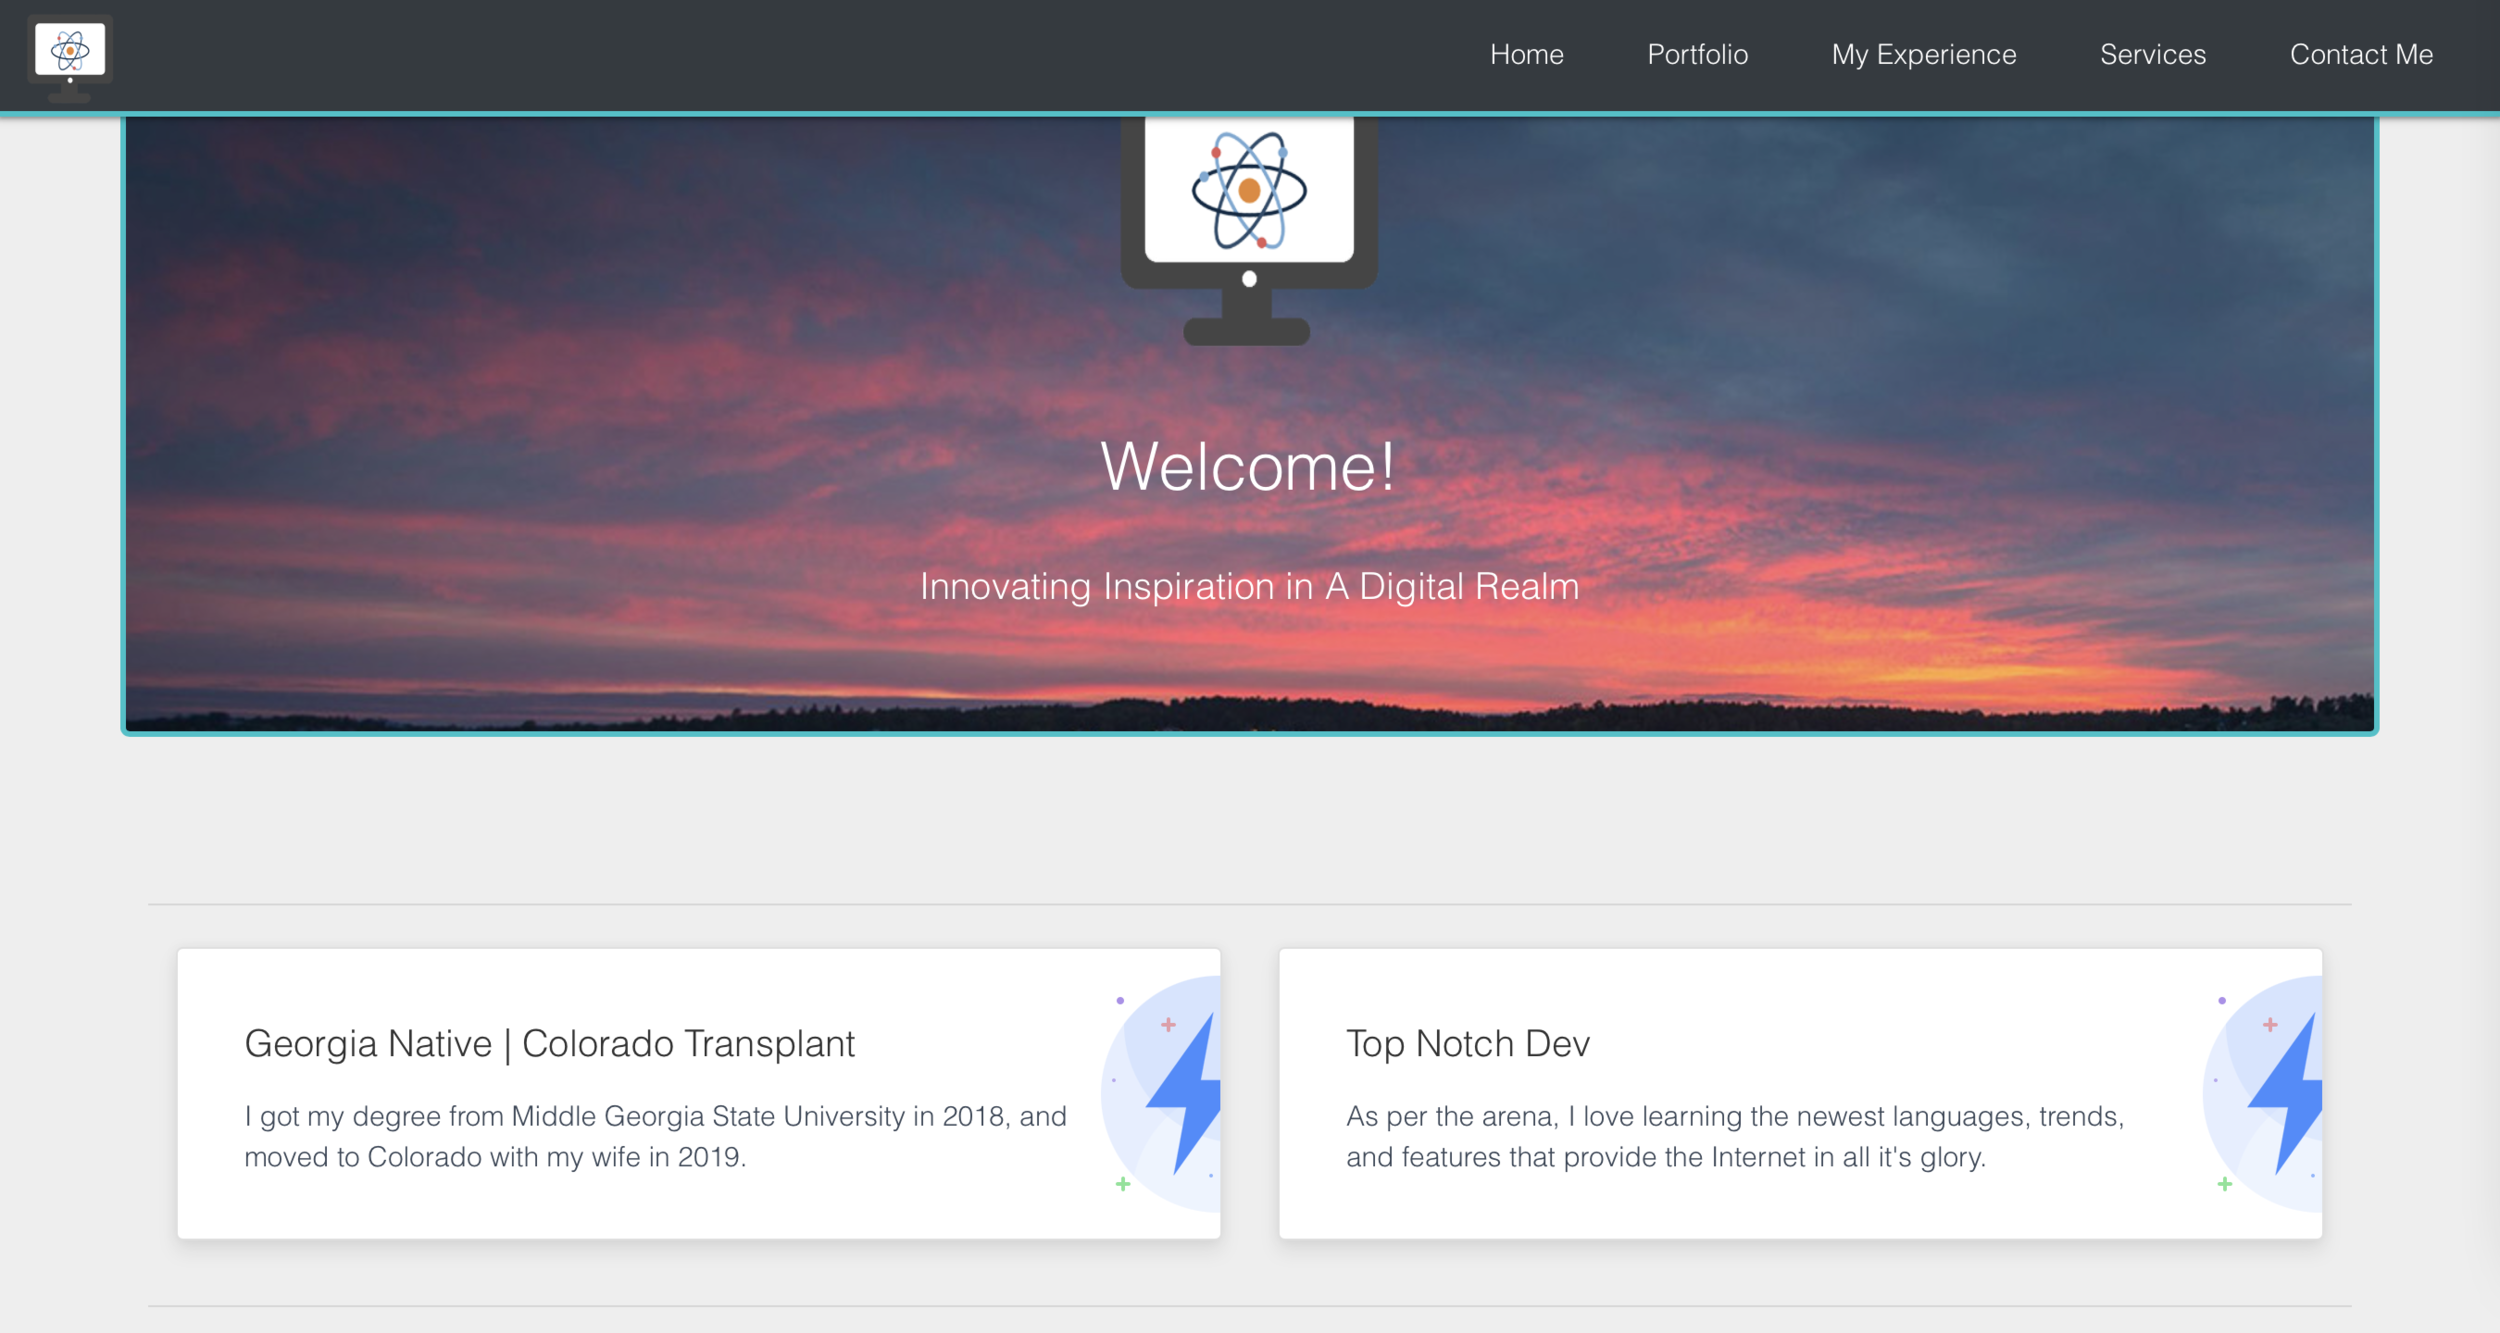 Home Portfolio My Experience Services Contact Me
Welcome!
Innovating Inspiration in A Digital Realm
Georgia Native | Colorado Transplant
I got my degree from Middle Georgia State University in 2018, and
moved to Colorado with my wife in 2019.
Top Notch Dev
As per the arena, I love learning the newest languages, trends,
and features that provide the Internet in all it's glory.